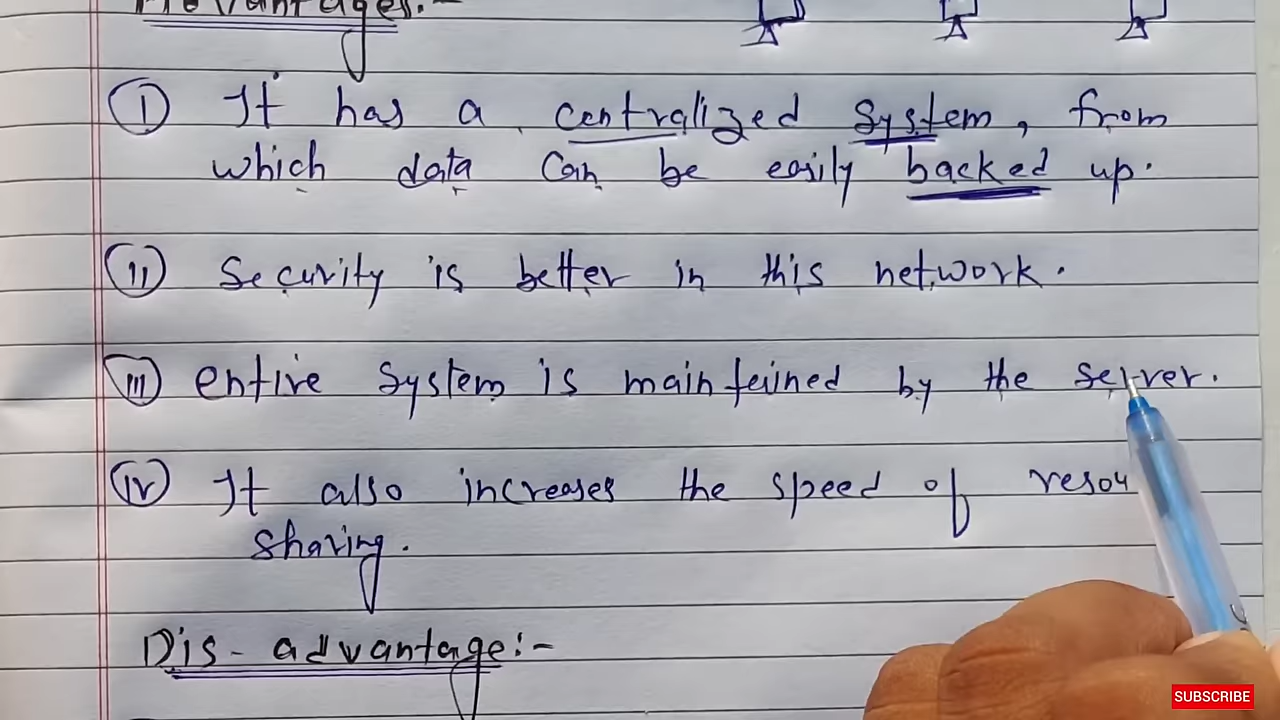 Advantages:-
(I) It has a centralized system, from
which data can be easily backed up.
(II) Security is better in this network.
(III) entire system is maintained by the server.
(IV) It also increases the speed of resou
sharing.
Dis-advantage:-
SUBSCRIBE